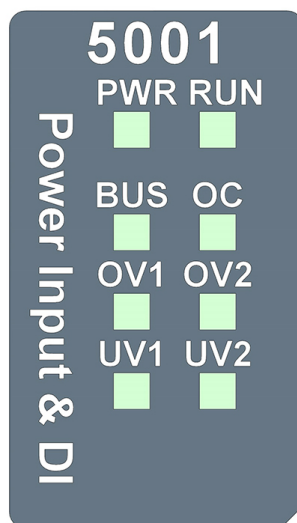 5001
PWR RUN
BUS OC
OV1 OV2
UV1 UV2
Power Input & DI